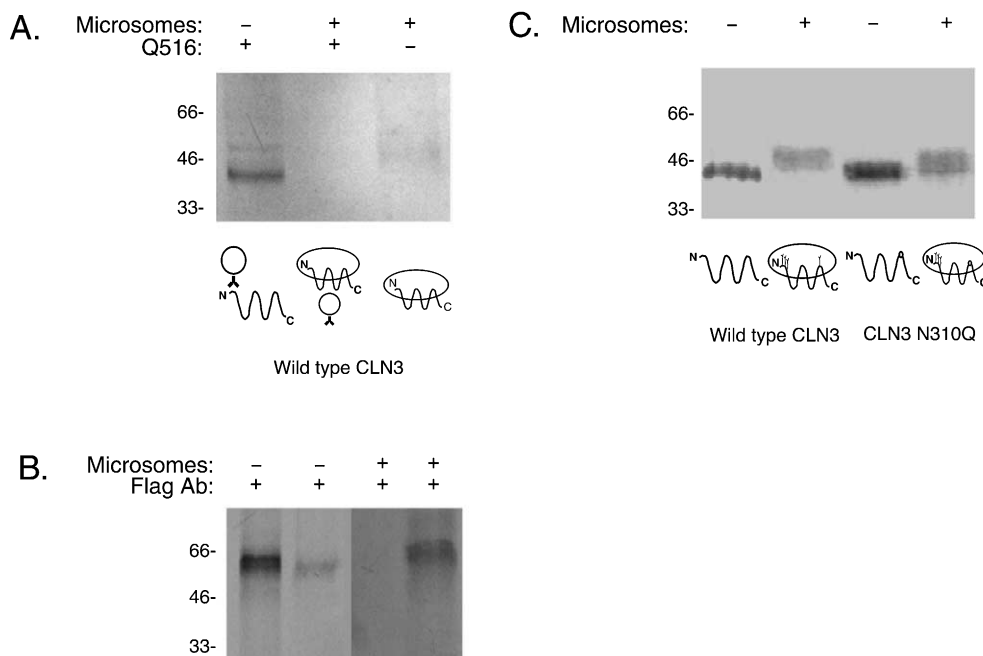 A.
Microsomes: – + +
Q516: + + –
66-
46-
33-
N C
N C
N C
Wild type CLN3
B.
Microsomes: – – + +
Flag Ab: + + + +
66-
46-
33-
C.
Microsomes: – + – +
66-
46-
33-
N C
N C
N C
N C
Wild type CLN3 CLN3 N310Q